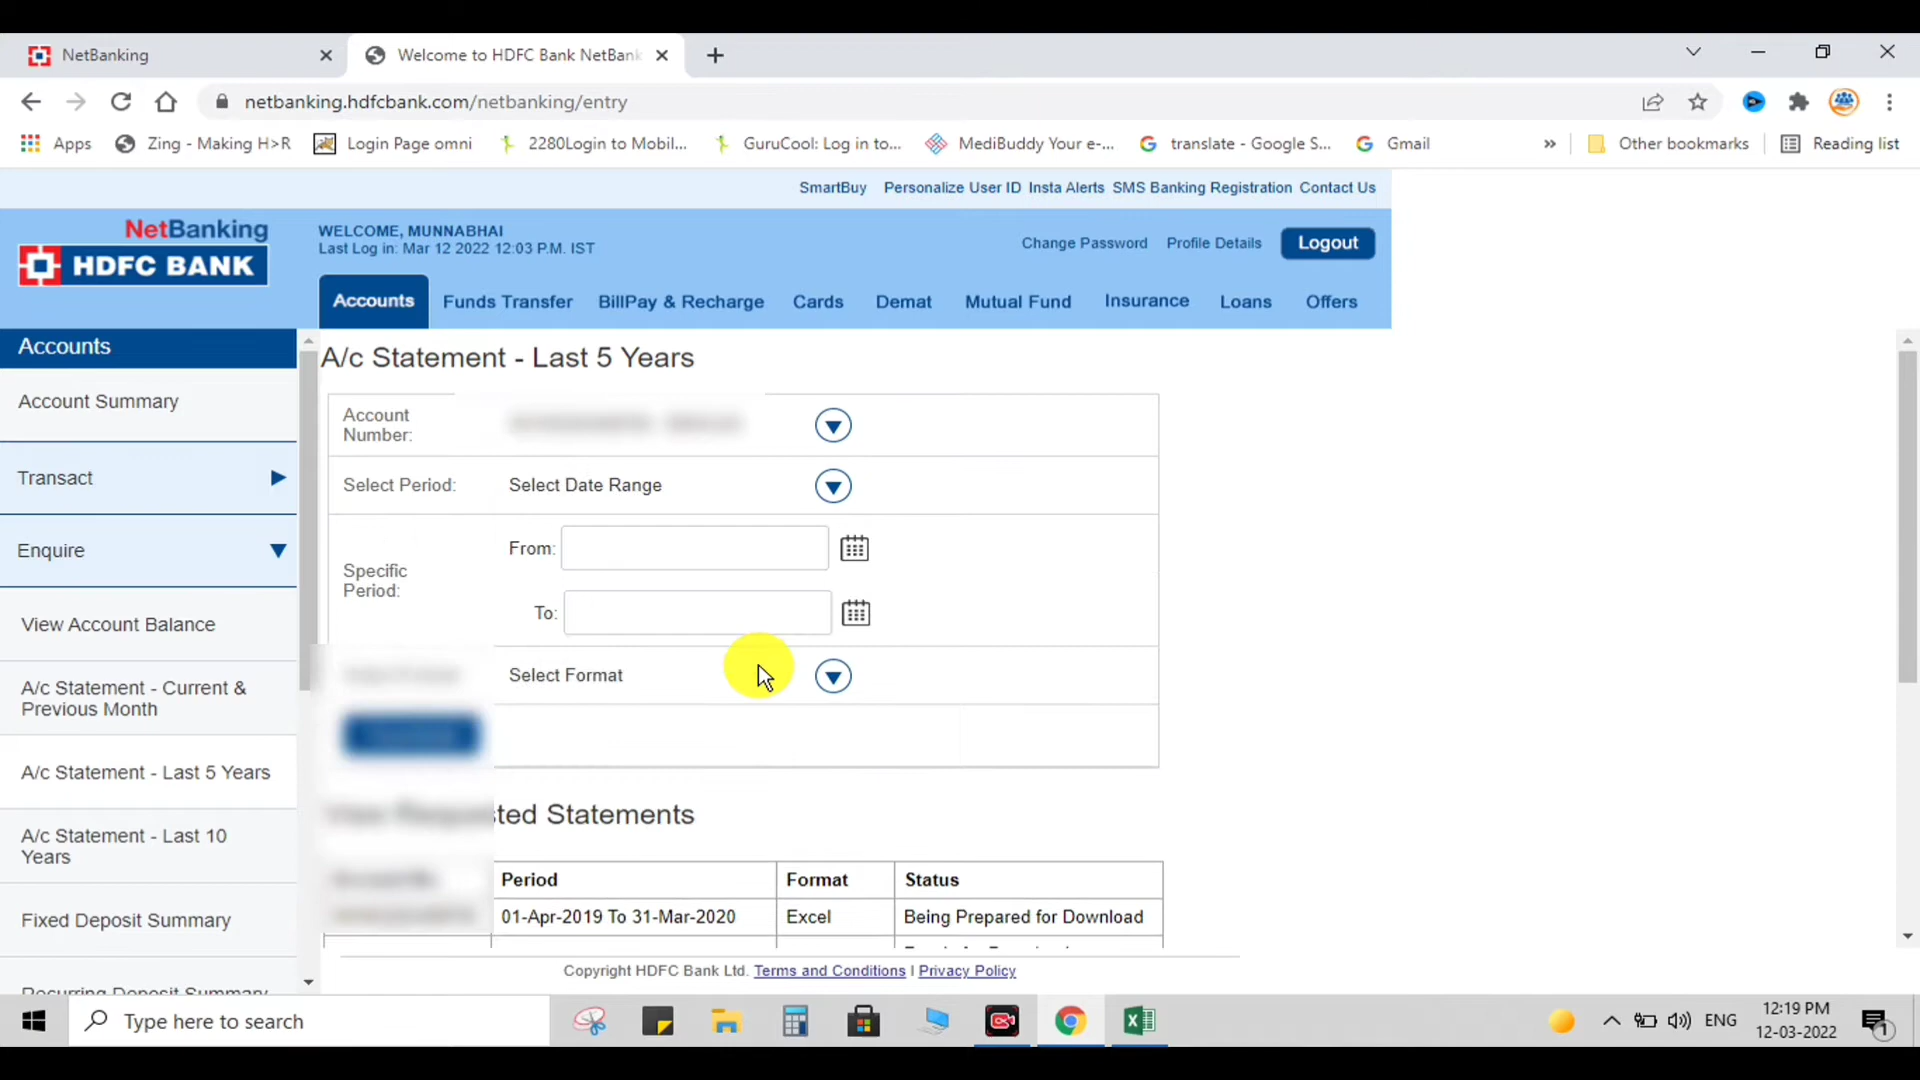 NetBanking
Welcome to HDFC Bank NetBank
netbanking.hdfcbank.com/netbanking/entry
Apps
Zing - Making H>R
Login Page omni
2280Login to Mobil...
GuruCool: Log in to...
MediBuddy Your e-...
translate - Google S...
Gmail
»
Other bookmarks
Reading list
SmartBuy
Personalize User ID
Insta Alerts
SMS Banking Registration
Contact Us
NetBanking
HDFC BANK
WELCOME, MUNNABHAI
Last Log in: Mar 12 2022 12:03 P.M. IST
Change Password
Profile Details
Logout
Accounts
Funds Transfer
BillPay & Recharge
Cards
Demat
Mutual Fund
Insurance
Loans
Offers
Accounts
Account Summary
Transact
Enquire
View Account Balance
A/c Statement - Current &
Previous Month
A/c Statement - Last 5 Years
A/c Statement - Last 10
Years
Fixed Deposit Summary
Recurring Deposit Summary
A/c Statement - Last 5 Years
Account
Number:
Select Period:
Select Date Range
Specific
Period:
From:
To:
Select Format
ted Statements
Period
Format
Status
01-Apr-2019 To 31-Mar-2020
Excel
Being Prepared for Download
Copyright HDFC Bank Ltd. Terms and Conditions I Privacy Policy
Type here to search
ENG
12:19 PM
12-03-2022
1